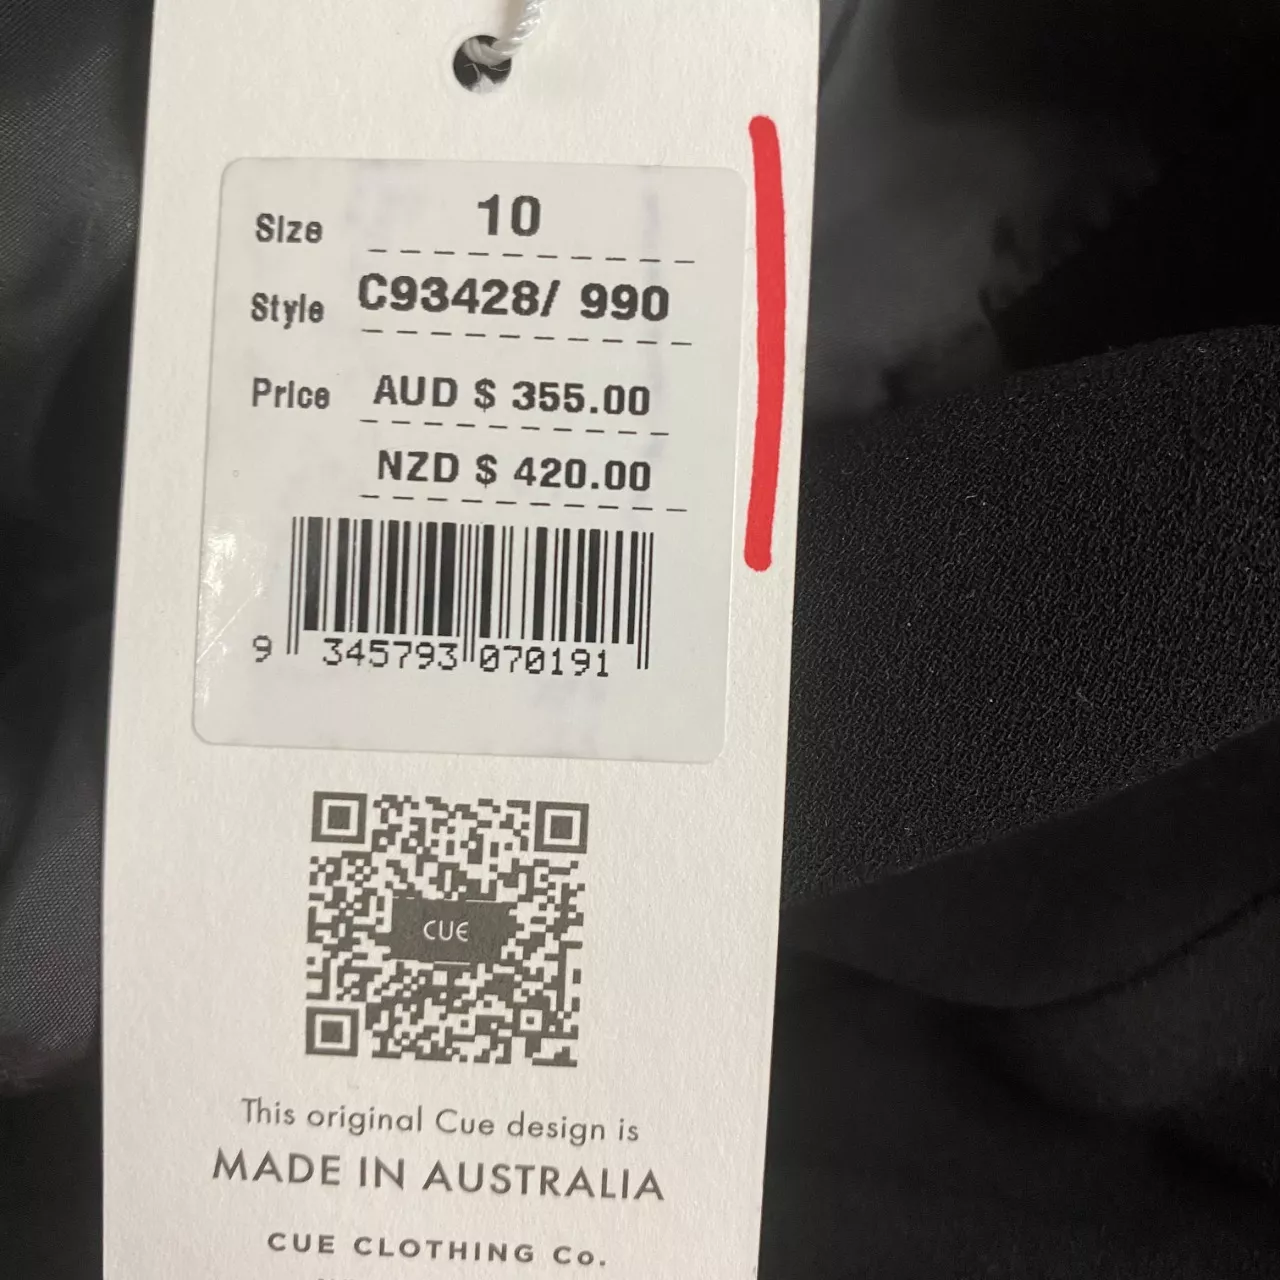 Size 10
Style C93428/ 990
Price AUD $ 355.00
NZD $ 420.00
9 345793 070191
CUE
This original Cue design is
MADE IN AUSTRALIA
CUE CLOTHING Co.